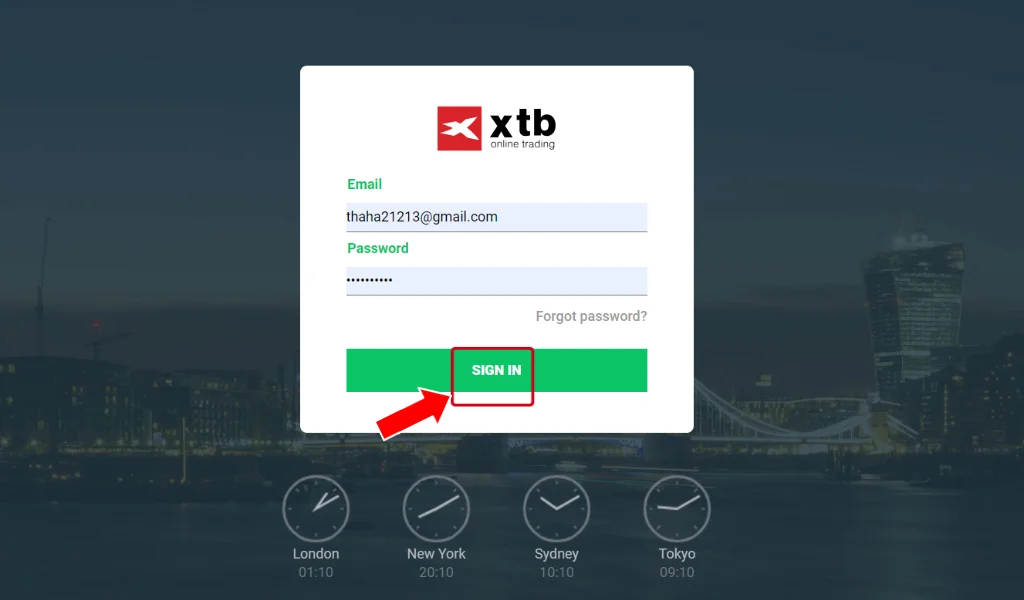 xtb
online trading
Email
thaha21213@gmail.com
Password
••••••••••
Forgot password?
SIGN IN
London New York Sydney Tokyo
01:10 20:10 10:10 09:10